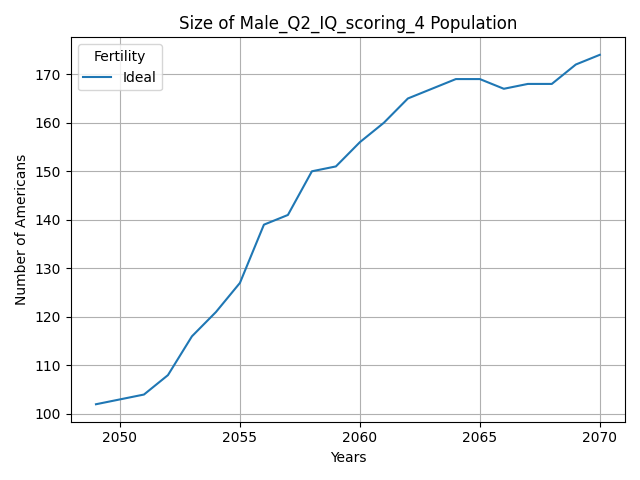 Size of Male_Q2_IQ_scoring_4 Population
Fertility
Ideal
Number of Americans
170
160
150
140
130
120
110
100
2050 2055 2060 2065 2070
Years